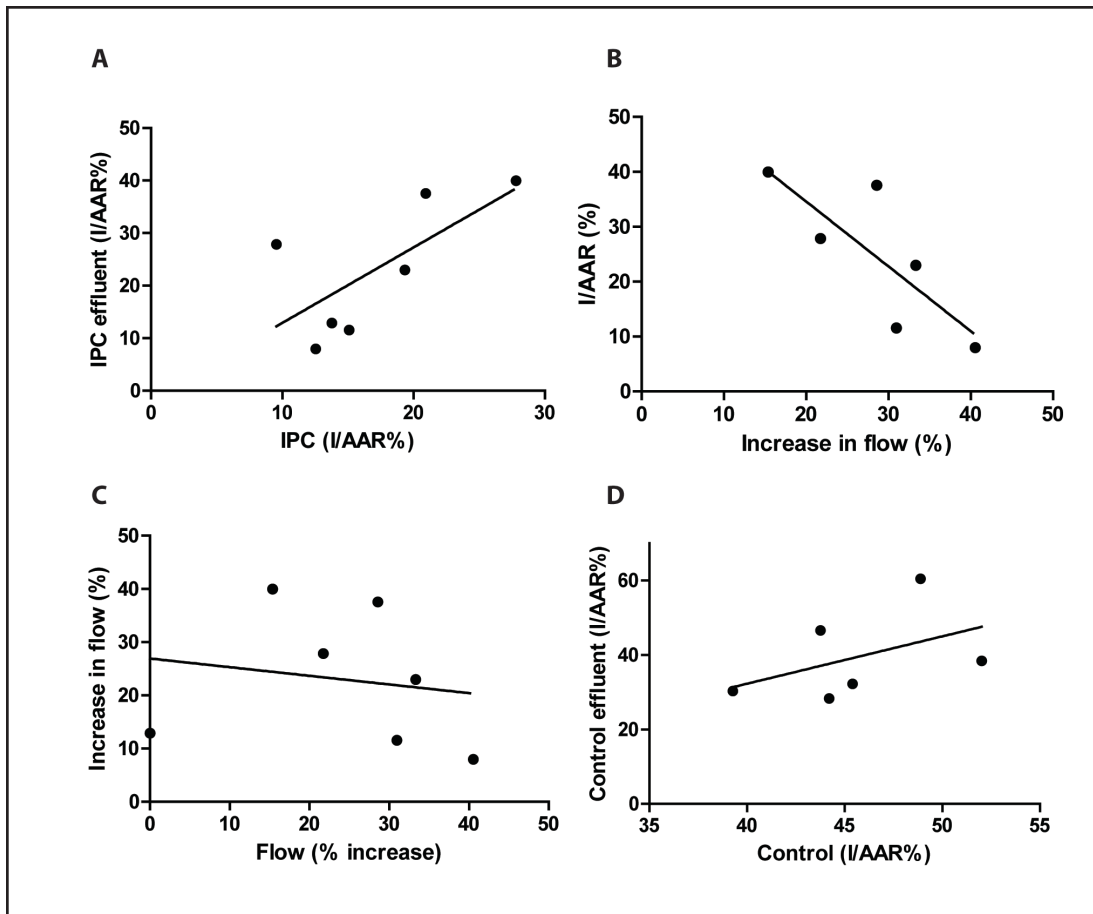 A
50
40
30
20
10
0
IPC effluent (I/AAR%)
0 10 20 30
IPC (I/AAR%)
B
50
40
30
20
10
0
I/AAR (%)
0 10 20 30 40 50
Increase in flow (%)
C
50
40
30
20
10
0
Increase in flow (%)
0 10 20 30 40 50
Flow (% increase)
D
60
40
20
0
Control effluent (I/AAR%)
35 40 45 50 55
Control (I/AAR%)